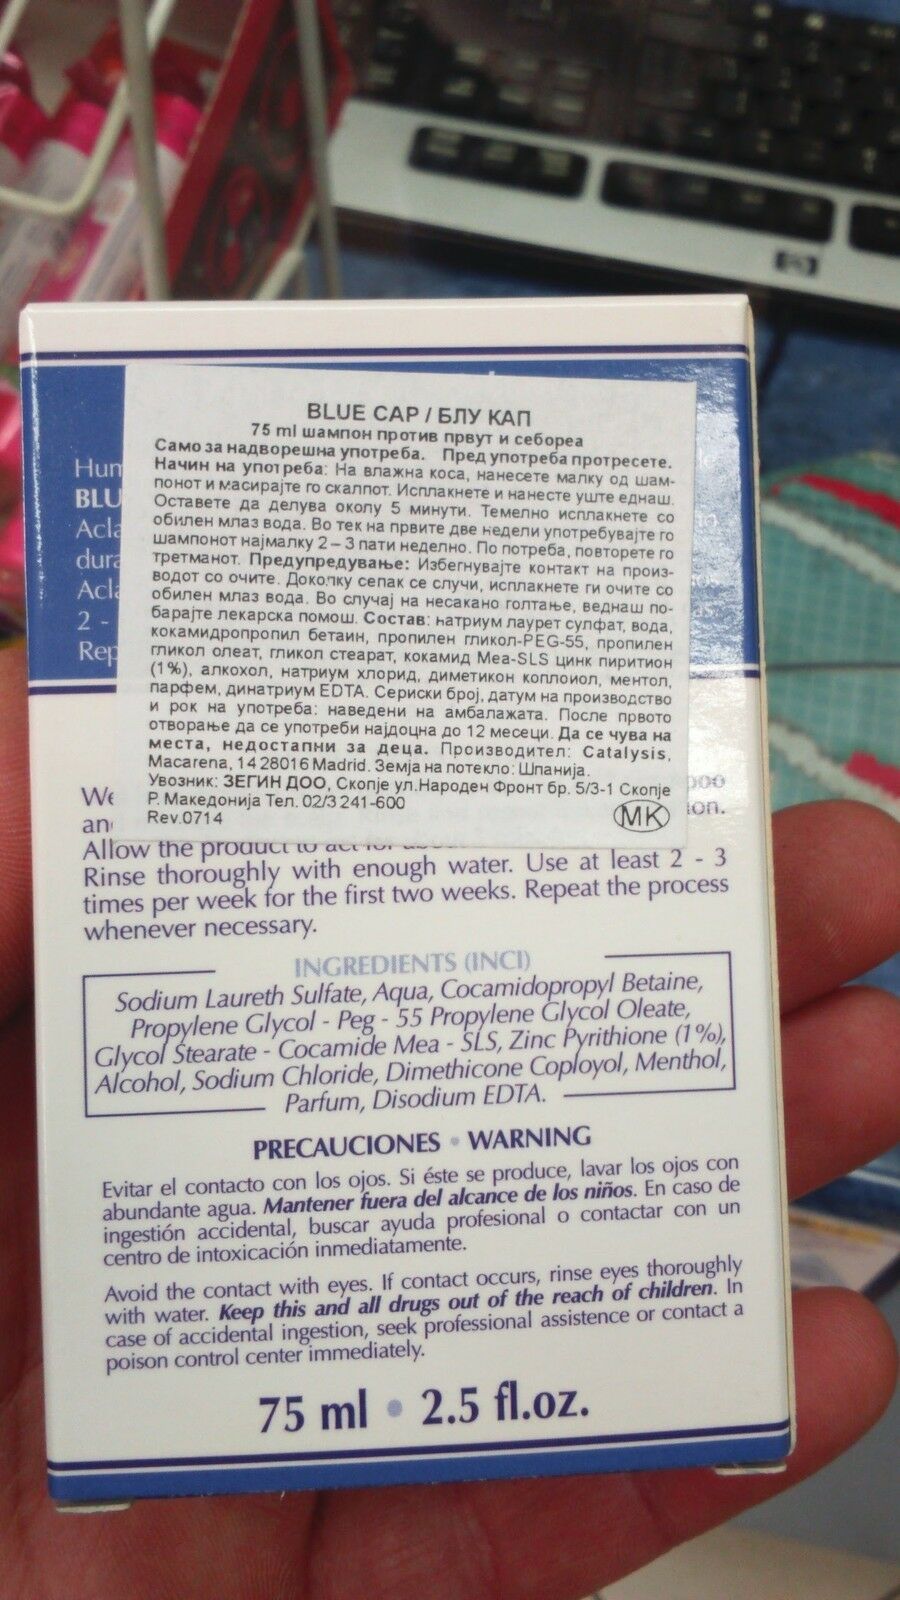 BLUE CAP / БЛУ КАП
75 ml шампон против првут и себореа
Само за надворешна употреба. Пред употреба протресете.
Начин на употреба: На влажна коса, нанесете малку од шам-
понот и масирајте го скалпот. Исплакнете и нанесте уште еднаш.
Оставете да делува околу 5 минути. Темелно исплакнете со
обилен млаз вода. Во тек на првите две недели употребувајте го
шампонот најмалку 2 – 3 пати неделно. По потреба, повторете го
третманот. Предупредување: Избегнувајте контакт на произ-
водот со очите. Доколку сепак се случи, исплакнете ги очите со
обилен млаз вода. Во случај на несакано голтање, веднаш по-
барајте лекарска помош. Состав: натриум лаурет сулфат, вода,
кокамидопропил бетаин, пропилен гликол-PEG-55, пропилен
гликол олеат, гликол стеарат, кокамид Меа-SLS цинк пиритион
(1%), алкохол, натриум хлорид, диметикон коплоиол, ментол,
парфем, динатриум EDTA. Сериски број, датум на производство
и рок на употреба: наведени на амбалажата. После првото
отворање да се употреби најдоцна до 12 месеци. Да се чува на
места, недостапни за деца. Производител: Catalysis,
Macarena, 14 28016 Madrid. Земја на потекло: Шпанија.
Увозник: ЗЕГИН ДОО, Скопје ул.Народен Фронт бр. 5/3-1 Скопје
Р. Македонија Тел. 02/3 241-600
Rev.0714
MK
Hum
BLU
Acla
dura
Acla
2 -
Rep
We
an
Allow the product to act for
Rinse thoroughly with enough water. Use at least 2 - 3
times per week for the first two weeks. Repeat the process
whenever necessary.
INGREDIENTS (INCI)
Sodium Laureth Sulfate, Aqua, Cocamidopropyl Betaine,
Propylene Glycol - Peg - 55 Propylene Glycol Oleate,
Glycol Stearate - Cocamide Mea - SLS, Zinc Pyrithione (1%),
Alcohol, Sodium Chloride, Dimethicone Coployol, Menthol,
Parfum, Disodium EDTA.
PRECAUCIONES • WARNING
Evitar el contacto con los ojos. Si éste se produce, lavar los ojos con
abundante agua. Mantener fuera del alcance de los niños. En caso de
ingestión accidental, buscar ayuda profesional o contactar con un
centro de intoxicación inmediatamente.
Avoid the contact with eyes. If contact occurs, rinse eyes thoroughly
with water. Keep this and all drugs out of the reach of children. In
case of accidental ingestion, seek professional assistence or contact a
poison control center immediately.
75 ml • 2.5 fl.oz.
hp